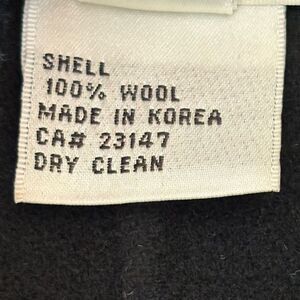 SHELL
100% WOOL
MADE IN KOREA
CA# 23147
DRY CLEAN